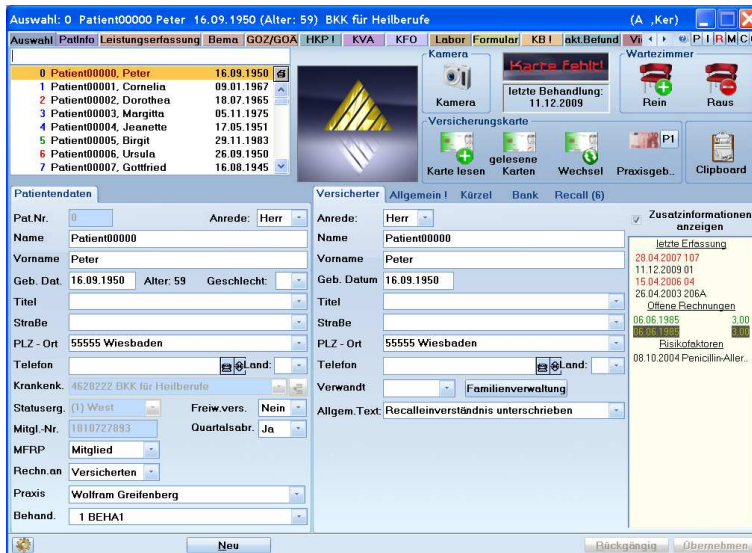 Auswahl: 0 Patient00000 Peter 16.09.1950 (Alter: 59) BKK für Heilberufe (A ,Ker)
Auswahl Patinfo Leistungserfassung Bema GOZ/GOÄ HKP ! KVA KFO Labor Formular KB ! akt.Befund
P I R M C
0 Patient00000, Peter 16.09.1950
1 Patient00001, Cornelia 09.01.1967
2 Patient00002, Dorothea 18.07.1965
3 Patient00003, Margitta 05.11.1975
4 Patient00004, Jeanette 17.05.1951
5 Patient00005, Birgit 29.11.1983
6 Patient00006, Ursula 26.09.1950
7 Patient00007, Gottfried 16.08.1945
Kamera
Kamera
Karte fehlt!
letzte Behandlung:
11.12.2009
Wartezimmer
Rein Raus
Versicherungskarte
Karte lesen
gelesene
Karten
Wechsel
P1
Praxisgeb..
Clipboard
Patientendaten
Pat.Nr. 0 Anrede: Herr
Name Patient00000
Vorname Peter
Geb. Dat. 16.09.1950 Alter: 59 Geschlecht:
Titel
Straße
PLZ - Ort 55555 Wiesbaden
Telefon Land:
Krankenk. 4628222 BKK für Heilberufe
Statuserg. (1) West Freiw.vers. Nein
Mitgl.-Nr. 1010727893 Quartalsabr. Ja
MFRP Mitglied
Rechn.an Versicherten
Praxis Wolfram Greifenberg
Behand. 1 BEHA1
Versicherter Allgemein ! Kürzel Bank Recall (6)
Anrede: Herr
Name Patient00000
Vorname Peter
Geb. Datum 16.09.1950
Titel
Straße
PLZ - Ort 55555 Wiesbaden
Telefon Land:
Verwandt Familienverwaltung
Allgem.Text: Recalleinverständnis unterschrieben
Zusatzinformationen
anzeigen
letzte Erfassung
28.04.2007 107
11.12.2009 01
15.04.2006 04
26.04.2003 206A
Offene Rechnungen
06.06.1985 3,00
06.06.1985 3,00
Risikofaktoren
08.10.2004 Penicillin-Aller..
Neu Rückgängig Übernehmen